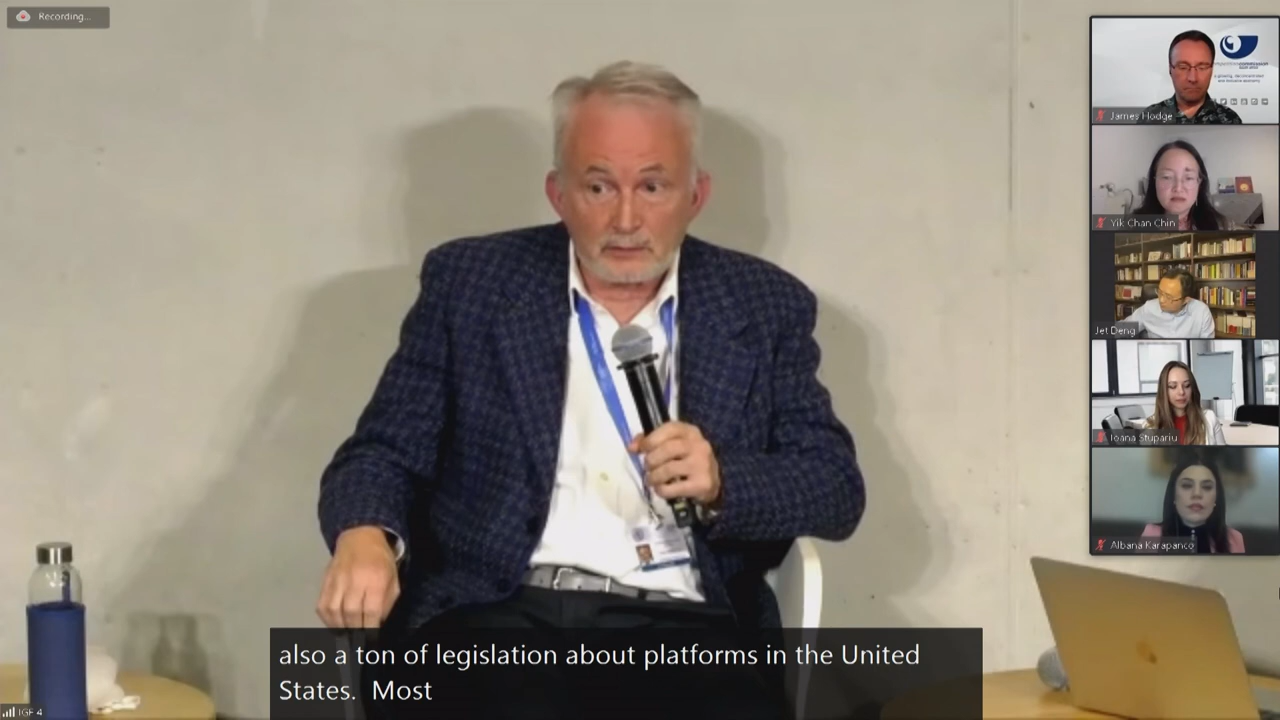 Recording...
James Hodge
Yik Chan Chin
Jet Deng
Ioana Stupariu
Albana Karapanco
also a ton of legislation about platforms in the United
States. Most
IGF 4